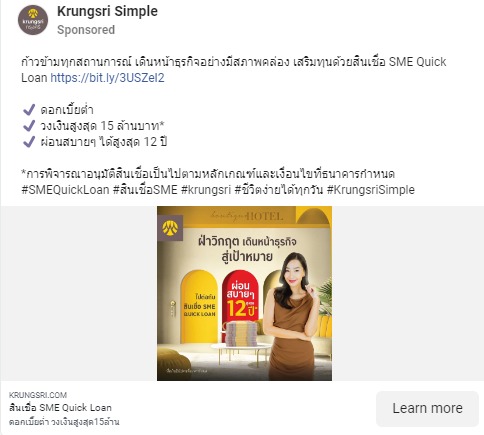 Krungsri Simple
Sponsored
ก้าวข้ามทุกสถานการณ์ เดินหน้าธุรกิจอย่างมีสภาพคล่อง เสริมทุนด้วยสินเชื่อ SME Quick
Loan https://bit.ly/3USZeI2
ดอกเบี้ยต่ำ
วงเงินสูงสุด 15 ล้านบาท*
ผ่อนสบายๆ ได้สูงสุด 12 ปี
*การพิจารณาอนุมัติสินเชื่อเป็นไปตามหลักเกณฑ์และเงื่อนไขที่ธนาคารกำหนด
#SMEQuickLoan #สินเชื่อSME #krungsri #ชีวิตง่ายได้ทุกวัน #KrungsriSimple
boutique HOTEL
ฝ่าวิกฤต เดินหน้าธุรกิจ
สู่เป้าหมาย
ไปต่อกับ
สินเชื่อ SME
QUICK LOAN
ผ่อน
สบายๆ
12 ปี
KRUNGSRI.COM
สินเชื่อ SME Quick Loan
ดอกเบี้ยต่ำ วงเงินสูงสุด15ล้าน
Learn more